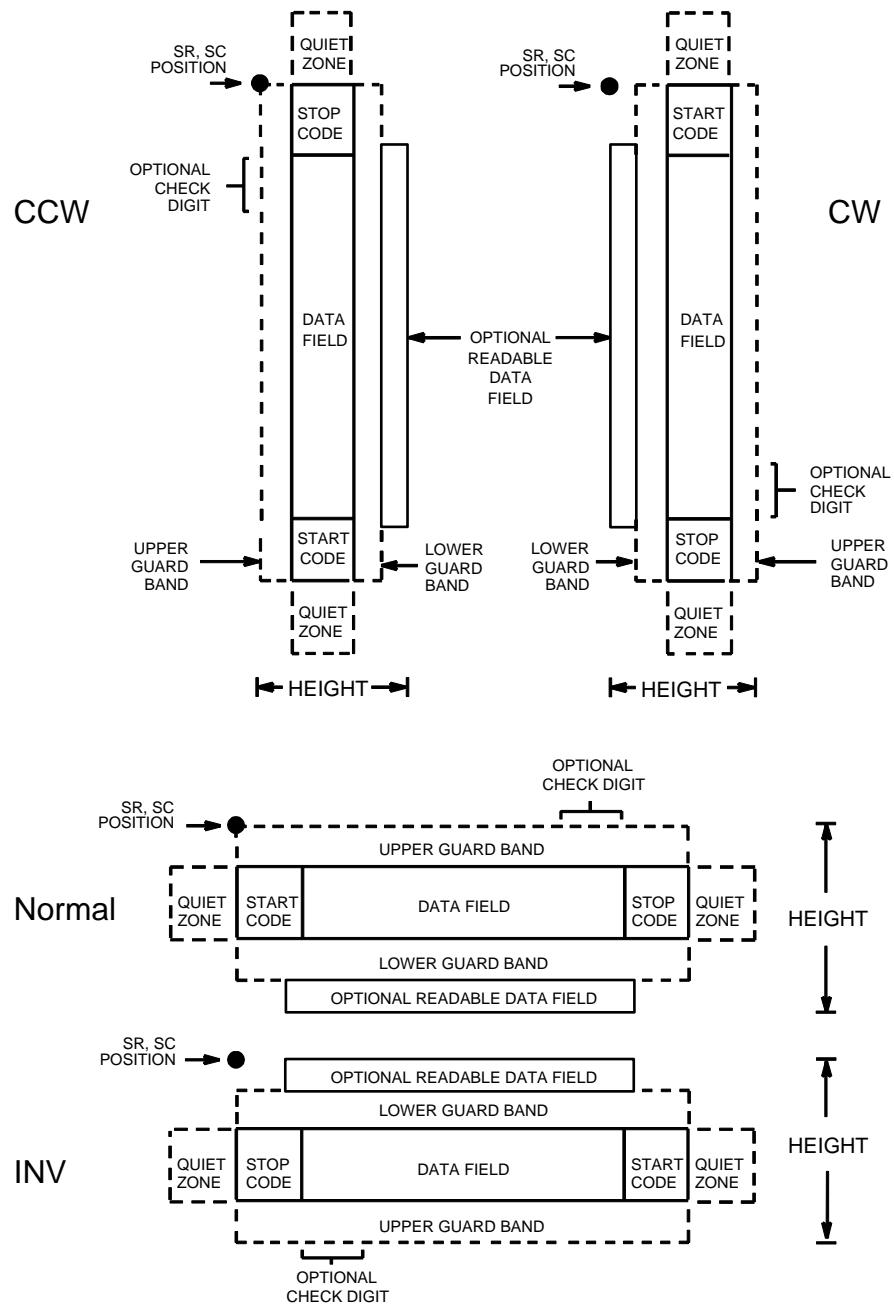 QUIET
ZONE
SR, SC
POSITION
STOP
CODE
OPTIONAL
CHECK
DIGIT
CCW
DATA
FIELD
START
CODE
UPPER
GUARD
BAND
LOWER
GUARD
BAND
QUIET
ZONE
HEIGHT
OPTIONAL
READABLE
DATA
FIELD
QUIET
ZONE
SR, SC
POSITION
START
CODE
CW
DATA
FIELD
OPTIONAL
CHECK
DIGIT
STOP
CODE
LOWER
GUARD
BAND
UPPER
GUARD
BAND
QUIET
ZONE
HEIGHT
OPTIONAL
CHECK DIGIT
SR, SC
POSITION
UPPER GUARD BAND
Normal
QUIET
ZONE
START
CODE
DATA FIELD
STOP
CODE
QUIET
ZONE
HEIGHT
LOWER GUARD BAND
OPTIONAL READABLE DATA FIELD
SR, SC
POSITION
OPTIONAL READABLE DATA FIELD
LOWER GUARD BAND
INV
QUIET
ZONE
STOP
CODE
DATA FIELD
START
CODE
QUIET
ZONE
HEIGHT
UPPER GUARD BAND
OPTIONAL
CHECK DIGIT